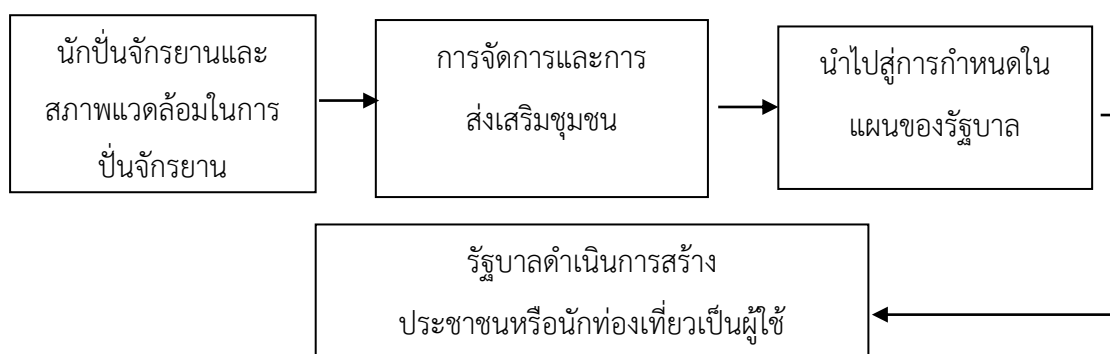 นักปั่นจักรยานและ
สภาพแวดล้อมในการ
ปั่นจักรยาน
การจัดการและการ
ส่งเสริมชุมชน
นำไปสู่การกำหนดใน
แผนของรัฐบาล
รัฐบาลดำเนินการสร้าง
ประชาชนหรือนักท่องเที่ยวเป็นผู้ใช้